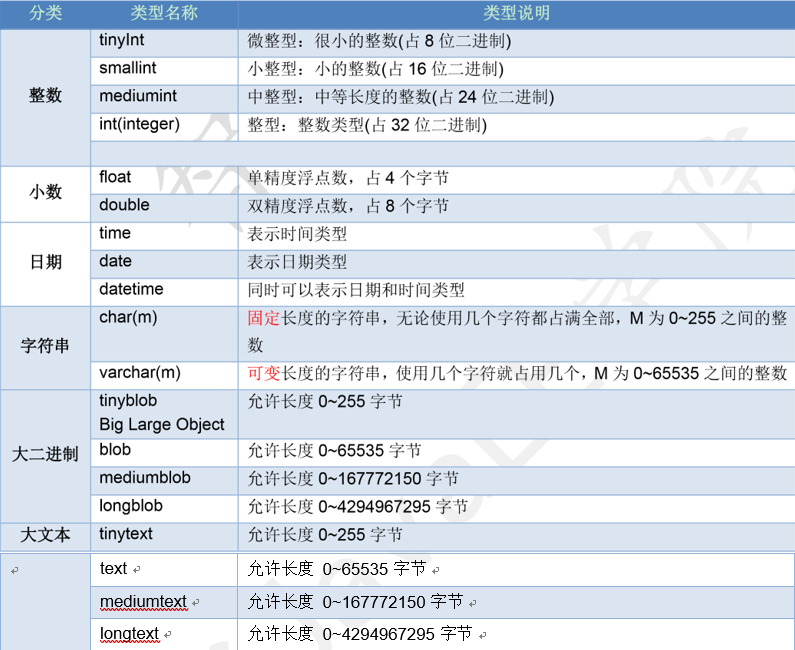 分类 类型名称 类型说明
整数 tinyInt 微整型：很小的整数(占 8 位二进制)
smallint 小整型：小的整数(占 16 位二进制)
mediumint 中整型：中等长度的整数(占 24 位二进制)
int(integer) 整型：整数类型(占 32 位二进制)
小数 float 单精度浮点数，占 4 个字节
double 双精度浮点数，占 8 个字节
日期 time 表示时间类型
date 表示日期类型
datetime 同时可以表示日期和时间类型
字符串 char(m) 固定长度的字符串，无论使用几个字符都占满全部，M 为 0~255 之间的整
数
varchar(m) 可变长度的字符串，使用几个字符就占用几个，M 为 0~65535 之间的整数
大二进制 tinyblob 允许长度 0~255 字节
Big Large Object
blob 允许长度 0~65535 字节
mediumblob 允许长度 0~167772150 字节
longblob 允许长度 0~4294967295 字节
大文本 tinytext 允许长度 0~255 字节
text 允许长度 0~65535 字节
mediumtext 允许长度 0~167772150 字节
longtext 允许长度 0~4294967295 字节